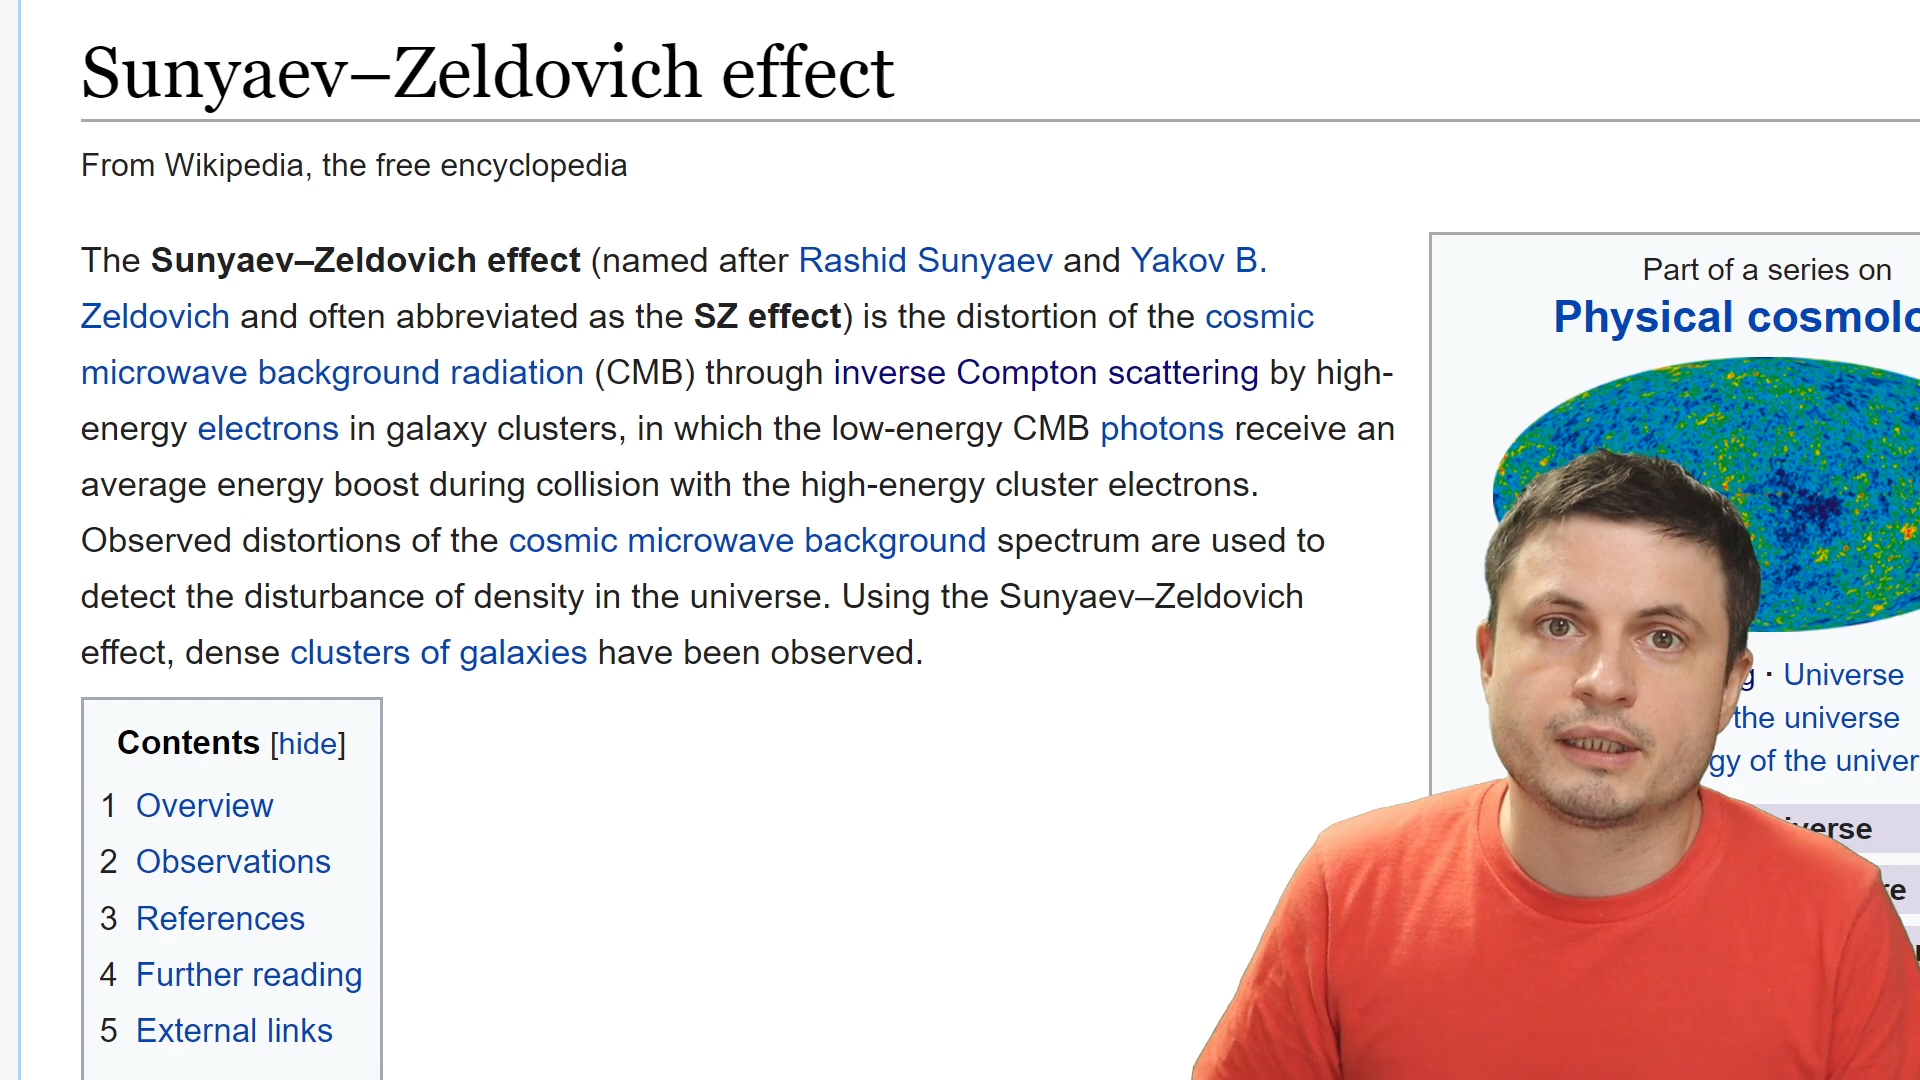 Sunyaev–Zeldovich effect
From Wikipedia, the free encyclopedia
The Sunyaev–Zeldovich effect (named after Rashid Sunyaev and Yakov B.
Zeldovich and often abbreviated as the SZ effect) is the distortion of the cosmic
microwave background radiation (CMB) through inverse Compton scattering by high-
energy electrons in galaxy clusters, in which the low-energy CMB photons receive an
average energy boost during collision with the high-energy cluster electrons.
Observed distortions of the cosmic microwave background spectrum are used to
detect the disturbance of density in the universe. Using the Sunyaev–Zeldovich
effect, dense clusters of galaxies have been observed.
Contents [hide]
1 Overview
2 Observations
3 References
4 Further reading
5 External links
Part of a series on
Physical cosmolo
· Universe
the universe
of the univer